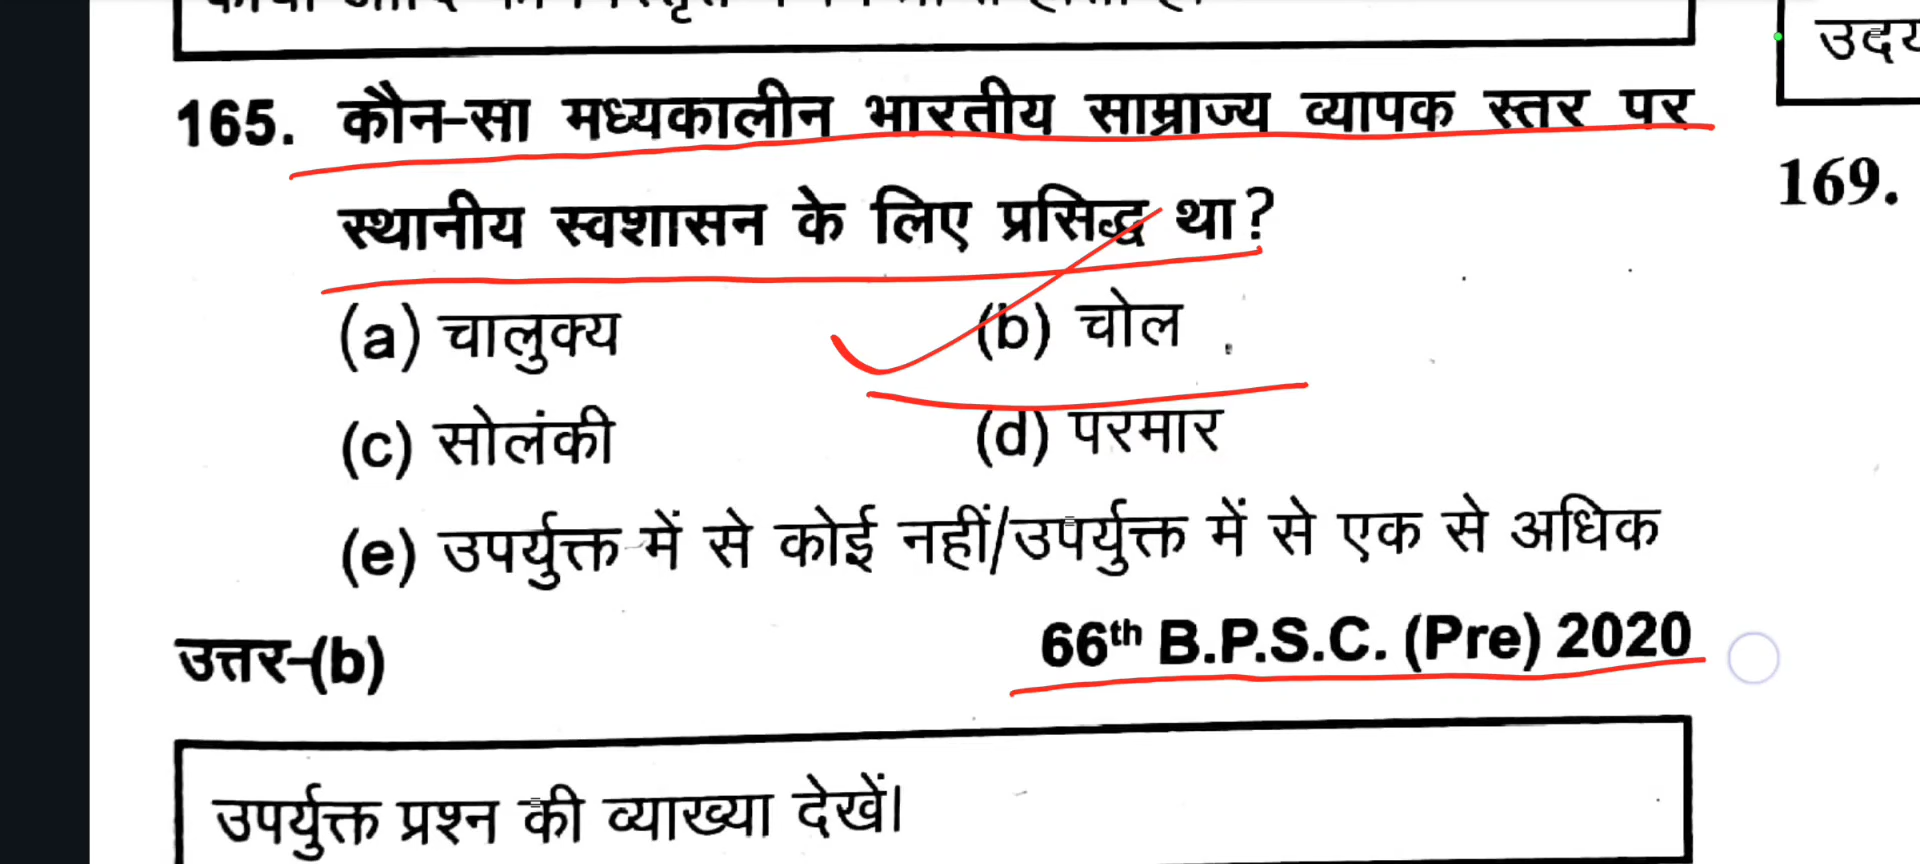 उदय
165. कौन-सा मध्यकालीन भारतीय साम्राज्य व्यापक स्तर पर
स्थानीय स्वशासन के लिए प्रसिद्ध था?
(a) चालुक्य (b) चोल
(c) सोलंकी (d) परमार
(e) उपर्युक्त में से कोई नहीं/उपर्युक्त में से एक से अधिक
उत्तर-(b) 66th B.P.S.C. (Pre) 2020
उपर्युक्त प्रश्न की व्याख्या देखें।
169.